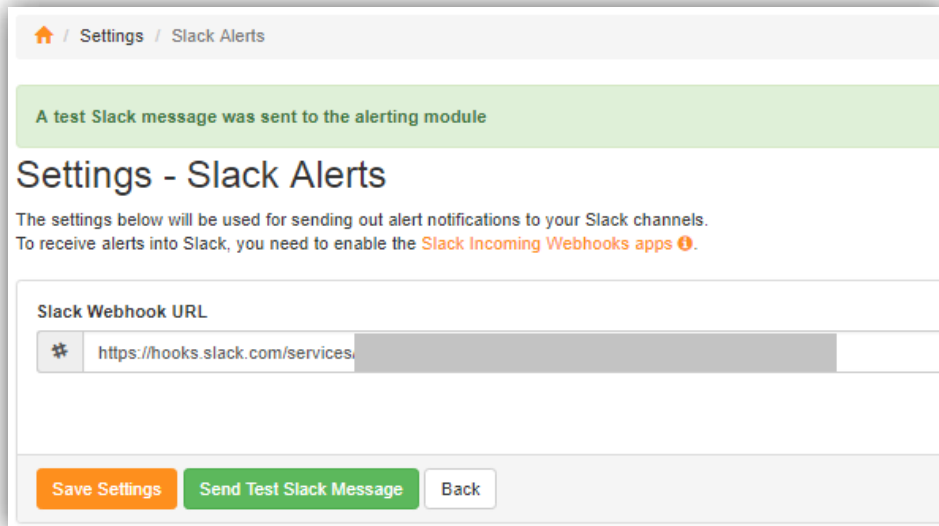 / Settings / Slack Alerts
A test Slack message was sent to the alerting module
Settings - Slack Alerts
The settings below will be used for sending out alert notifications to your Slack channels.
To receive alerts into Slack, you need to enable the Slack Incoming Webhooks apps.
Slack Webhook URL
https://hooks.slack.com/services/
Save Settings Send Test Slack Message Back